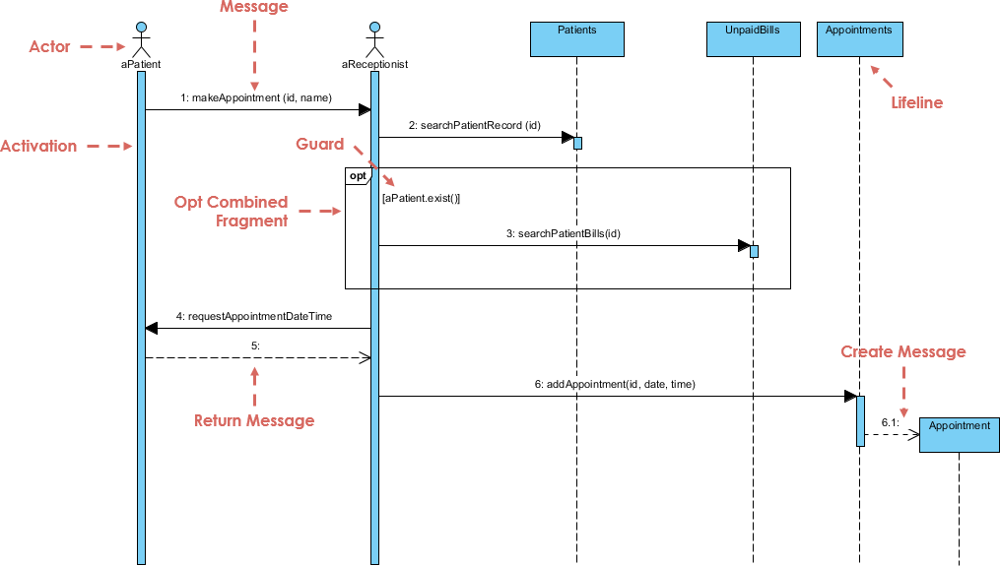 Message
Patients
UnpaidBills
Appointments
Actor
aPatient
aReceptionist
1: makeAppointment (id, name)
Lifeline
2: searchPatientRecord (id)
Activation
Guard
opt
[aPatient.exist()]
Opt Combined
Fragment
3: searchPatientBills(id)
4: requestAppointmentDateTime
5:
Create Message
6: addAppointment(id, date, time)
Return Message
6.1:
Appointment